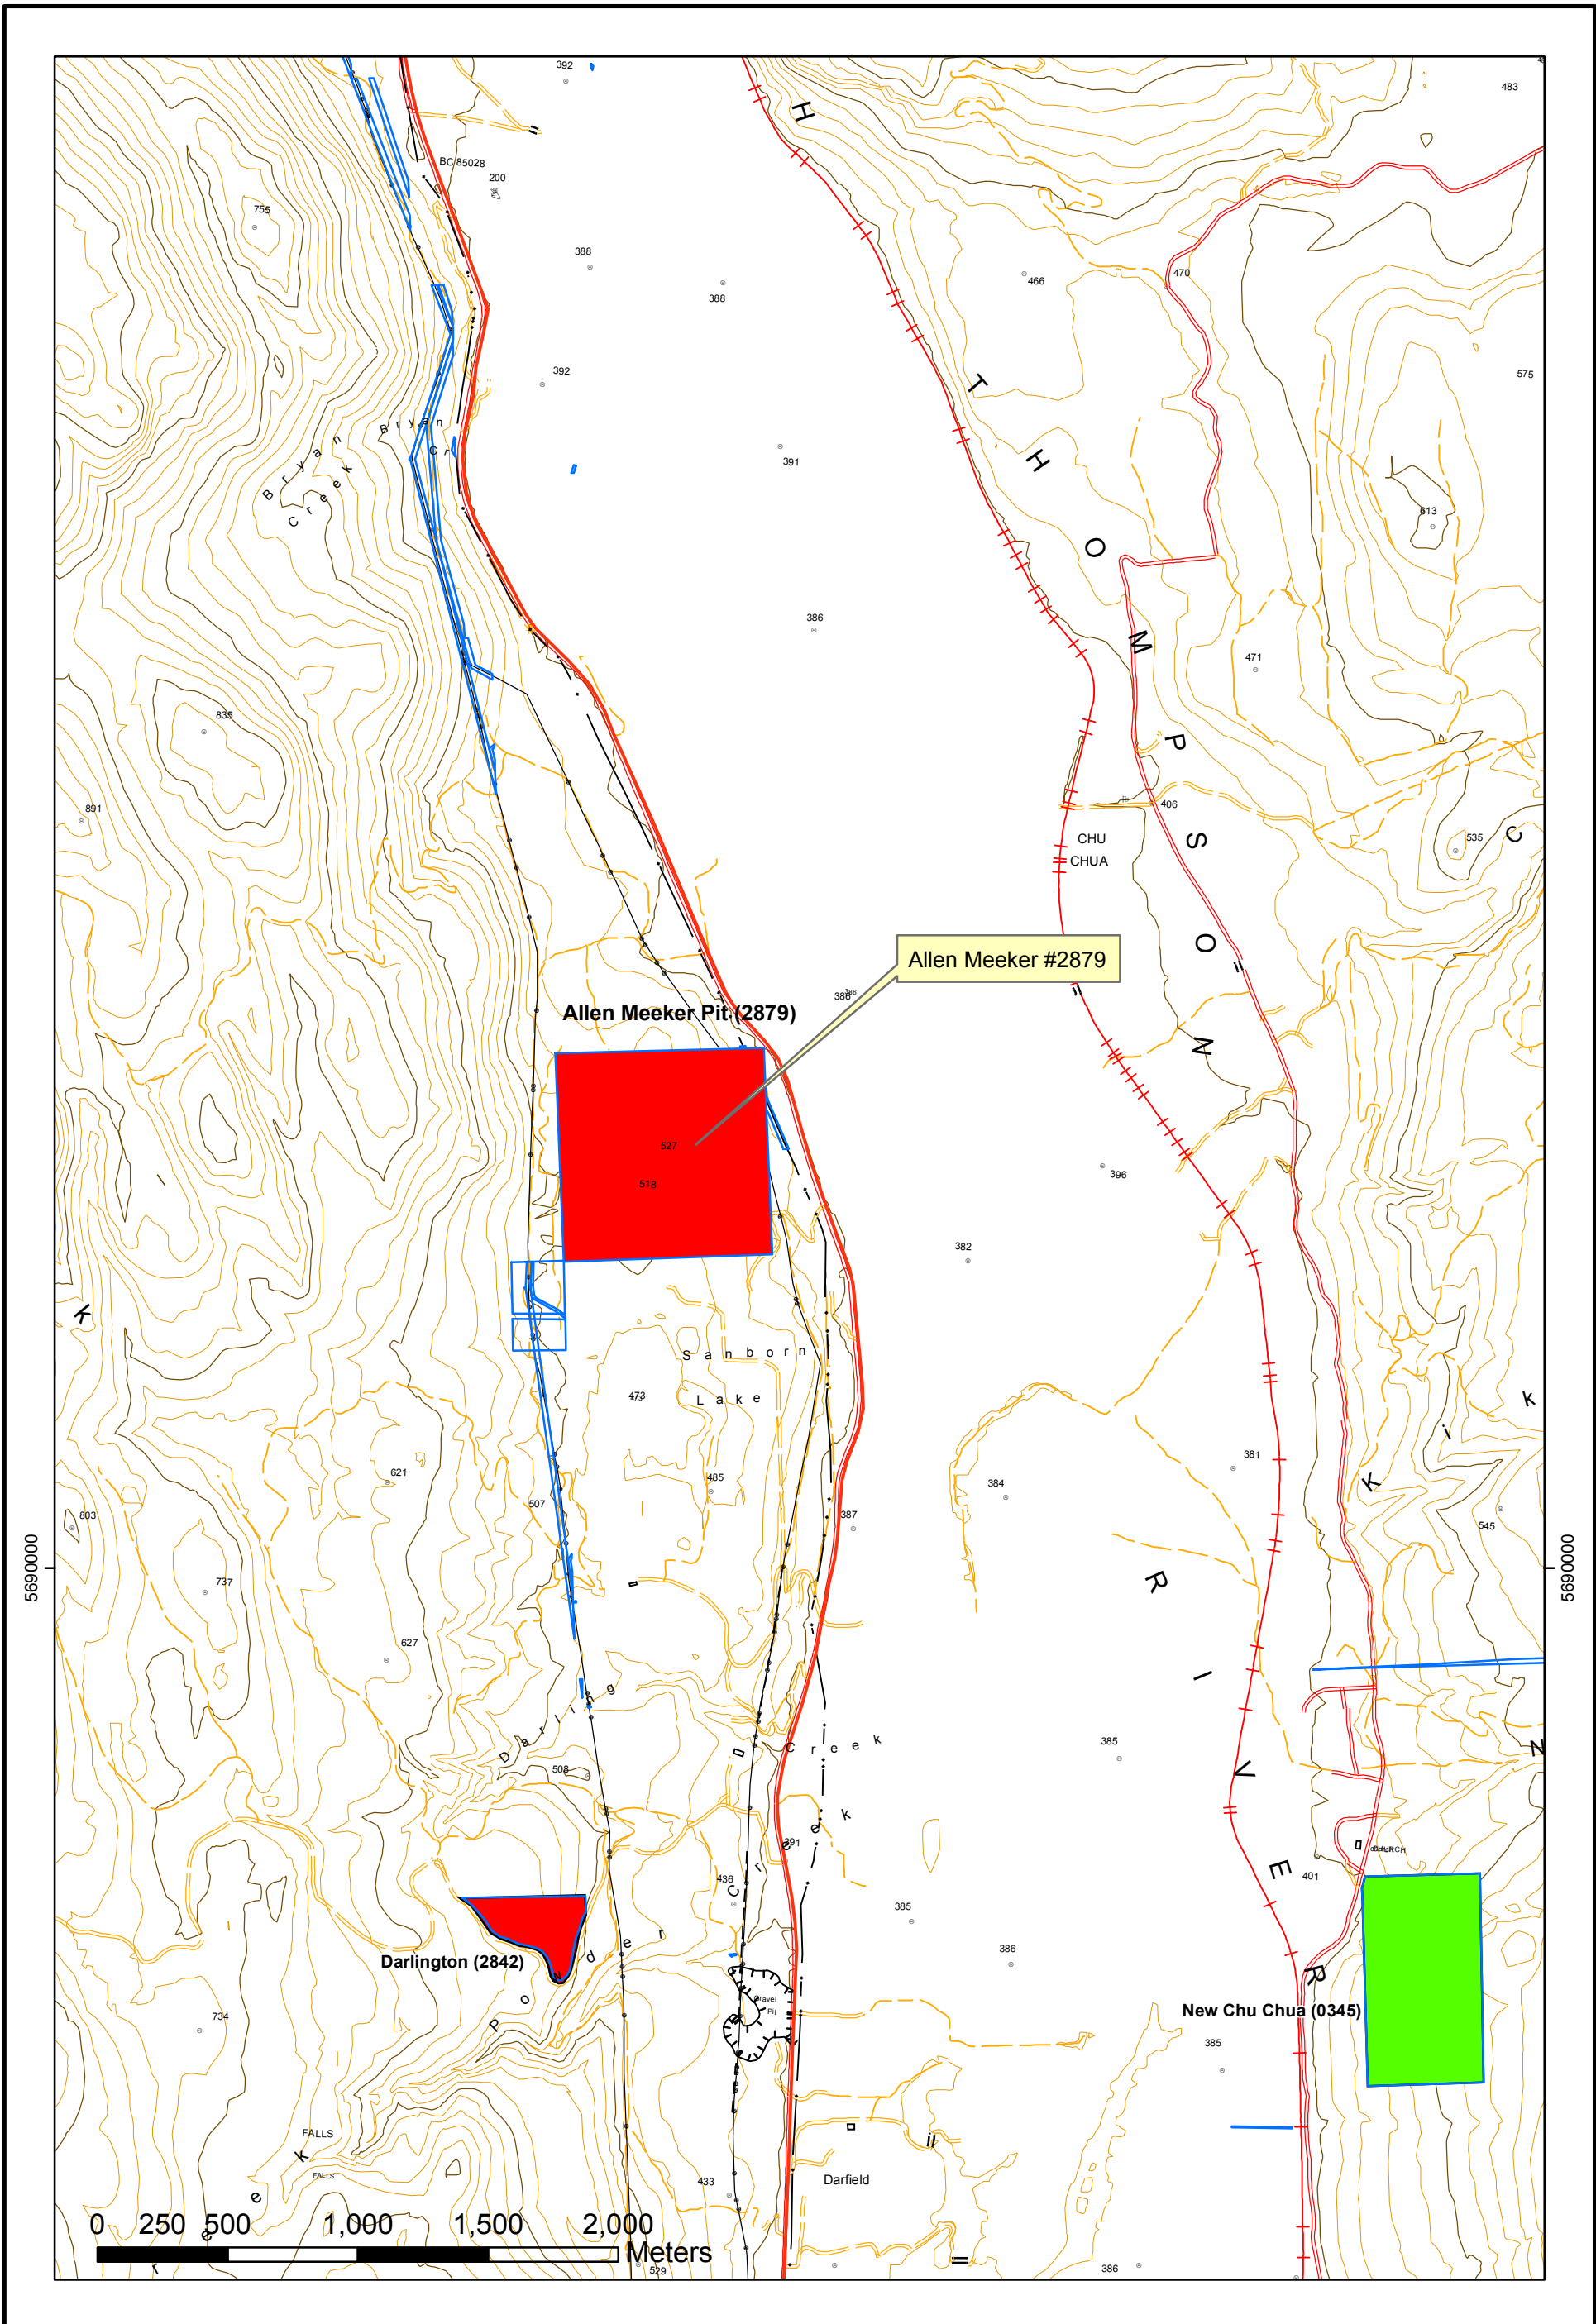 392
483
H
BC 85028
200
755
388
470
466
388
T
392
575
Bryan Cr
Bryan Creek
391
H
613
O
386
M
471
835
P
891
406
CHU
CHUA
S
535
C
O
Allen Meeker #2879
386
386
Allen Meeker Pit (2879)
N
527
396
518
382
K
Sanborn
473
Lake
k
i
381
K
621
485
384
507
387
545
803
5690000
5690000
R
737
627
I
Darling
Creek
385
N
508
V
Creek
391
CHURCH
E
436
401
385
Darlington (2842)
Ponder
386
R
Gravel
Pit
New Chu Chua (0345)
734
385
FALLS
FALLS
k
Darfield
433
e
e
r
0 250 500 1,000 1,500 2,000
Meters
529
386